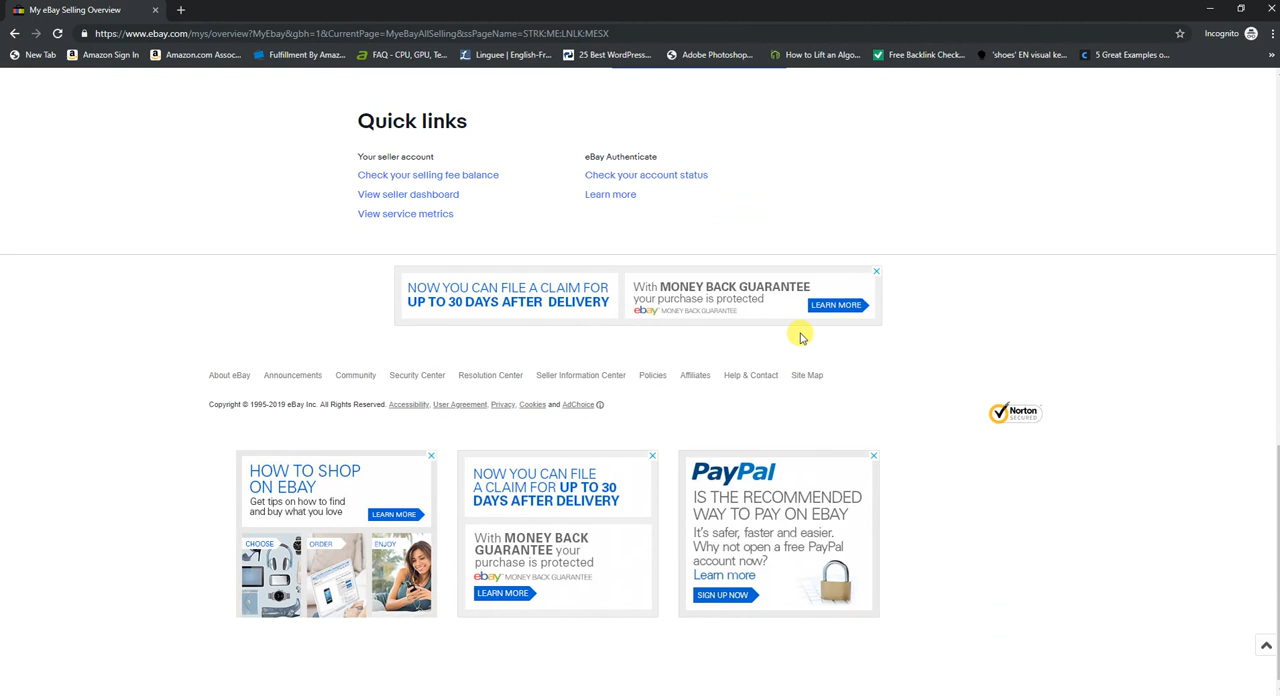 My eBay Selling Overview
https://www.ebay.com/mys/overview?MyEbay&gbh=1&CurrentPage=MyeBayAllSelling&ssPageName=STRK:ME:LNLK:MESX
Incognito
New Tab
Amazon Sign In
Amazon.com Assoc...
Fulfillment By Amaz...
FAQ - CPU, GPU, Te...
Linguee | English-Fr...
25 Best WordPress...
Adobe Photoshop...
How to Lift an Algo...
Free Backlink Check...
'shoes' EN visual ke...
5 Great Examples o...
Quick links
Your seller account
eBay Authenticate
Check your selling fee balance
Check your account status
View seller dashboard
Learn more
View service metrics
NOW YOU CAN FILE A CLAIM FOR
UP TO 30 DAYS AFTER DELIVERY
With MONEY BACK GUARANTEE
your purchase is protected
ebay MONEY BACK GUARANTEE
LEARN MORE
About eBay
Announcements
Community
Security Center
Resolution Center
Seller Information Center
Policies
Affiliates
Help & Contact
Site Map
Copyright © 1995-2019 eBay Inc. All Rights Reserved. Accessibility, User Agreement, Privacy, Cookies and AdChoice
Norton
SECURED
HOW TO SHOP
ON EBAY
Get tips on how to find
and buy what you love
LEARN MORE
CHOOSE
ORDER
ENJOY
NOW YOU CAN FILE
A CLAIM FOR UP TO 30
DAYS AFTER DELIVERY
With MONEY BACK
GUARANTEE your
purchase is protected
ebay MONEY BACK GUARANTEE
LEARN MORE
PayPal
IS THE RECOMMENDED
WAY TO PAY ON EBAY
It's safer, faster and easier.
Why not open a free PayPal
account now?
Learn more
SIGN UP NOW